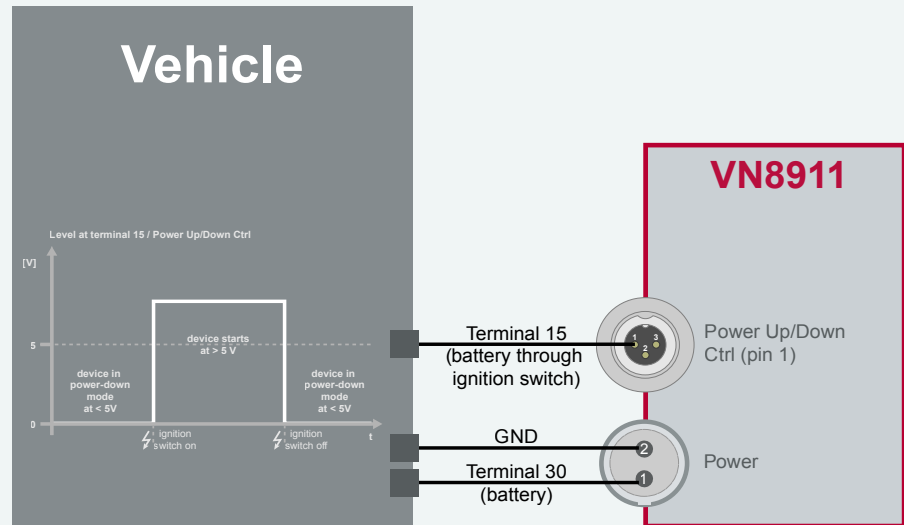 Vehicle
VN8911
Level at terminal 15 / Power Up/Down Ctrl
[V]
5
0
device starts
at > 5 V
device in
power-down
mode
at < 5V
device in
power-down
mode
at < 5V
ignition
switch on
ignition
switch off
t
Terminal 15
(battery through
ignition switch)
1
3
2
Power Up/Down
Ctrl (pin 1)
GND
2
Terminal 30
(battery)
1
Power